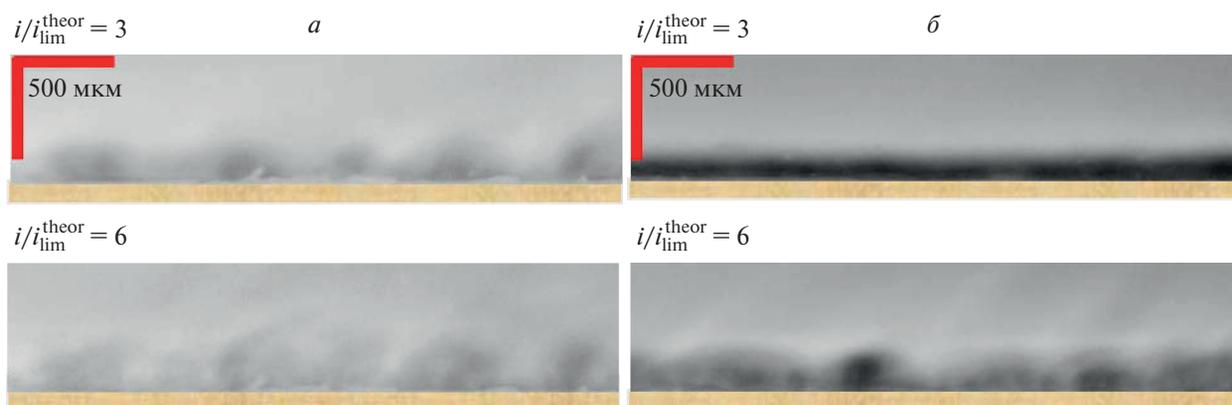 i/i_lim^theor = 3
а
i/i_lim^theor = 3
б
500 мкм
500 мкм
i/i_lim^theor = 6
i/i_lim^theor = 6